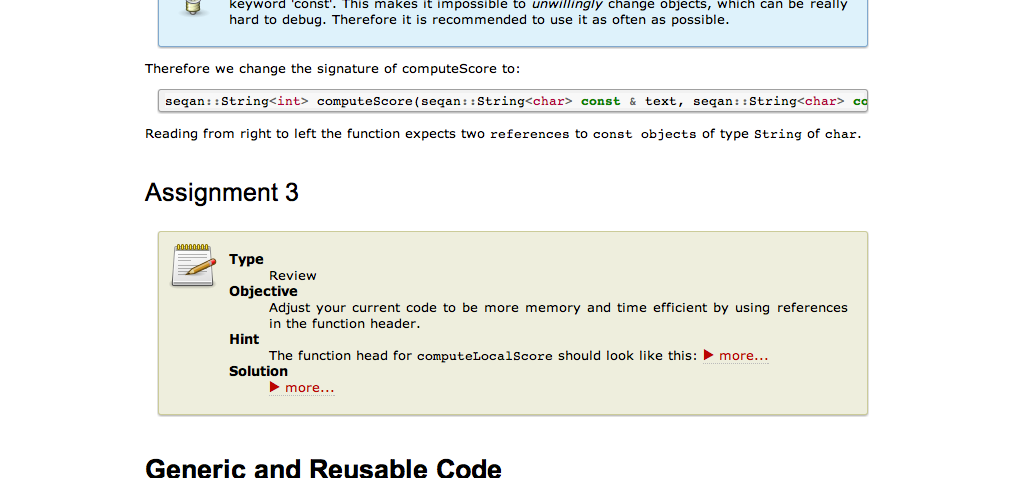 keyword 'const'. This makes it impossible to unwillingly change objects, which can be really
hard to debug. Therefore it is recommended to use it as often as possible.
Therefore we change the signature of computeScore to:
seqan::String<int> computeScore(seqan::String<char> const & text, seqan::String<char> co
Reading from right to left the function expects two references to const objects of type String of char.
Assignment 3
Type
Review
Objective
Adjust your current code to be more memory and time efficient by using references
in the function header.
Hint
The function head for computeLocalScore should look like this: ▶ more...
Solution
▶ more...
Generic and Reusable Code